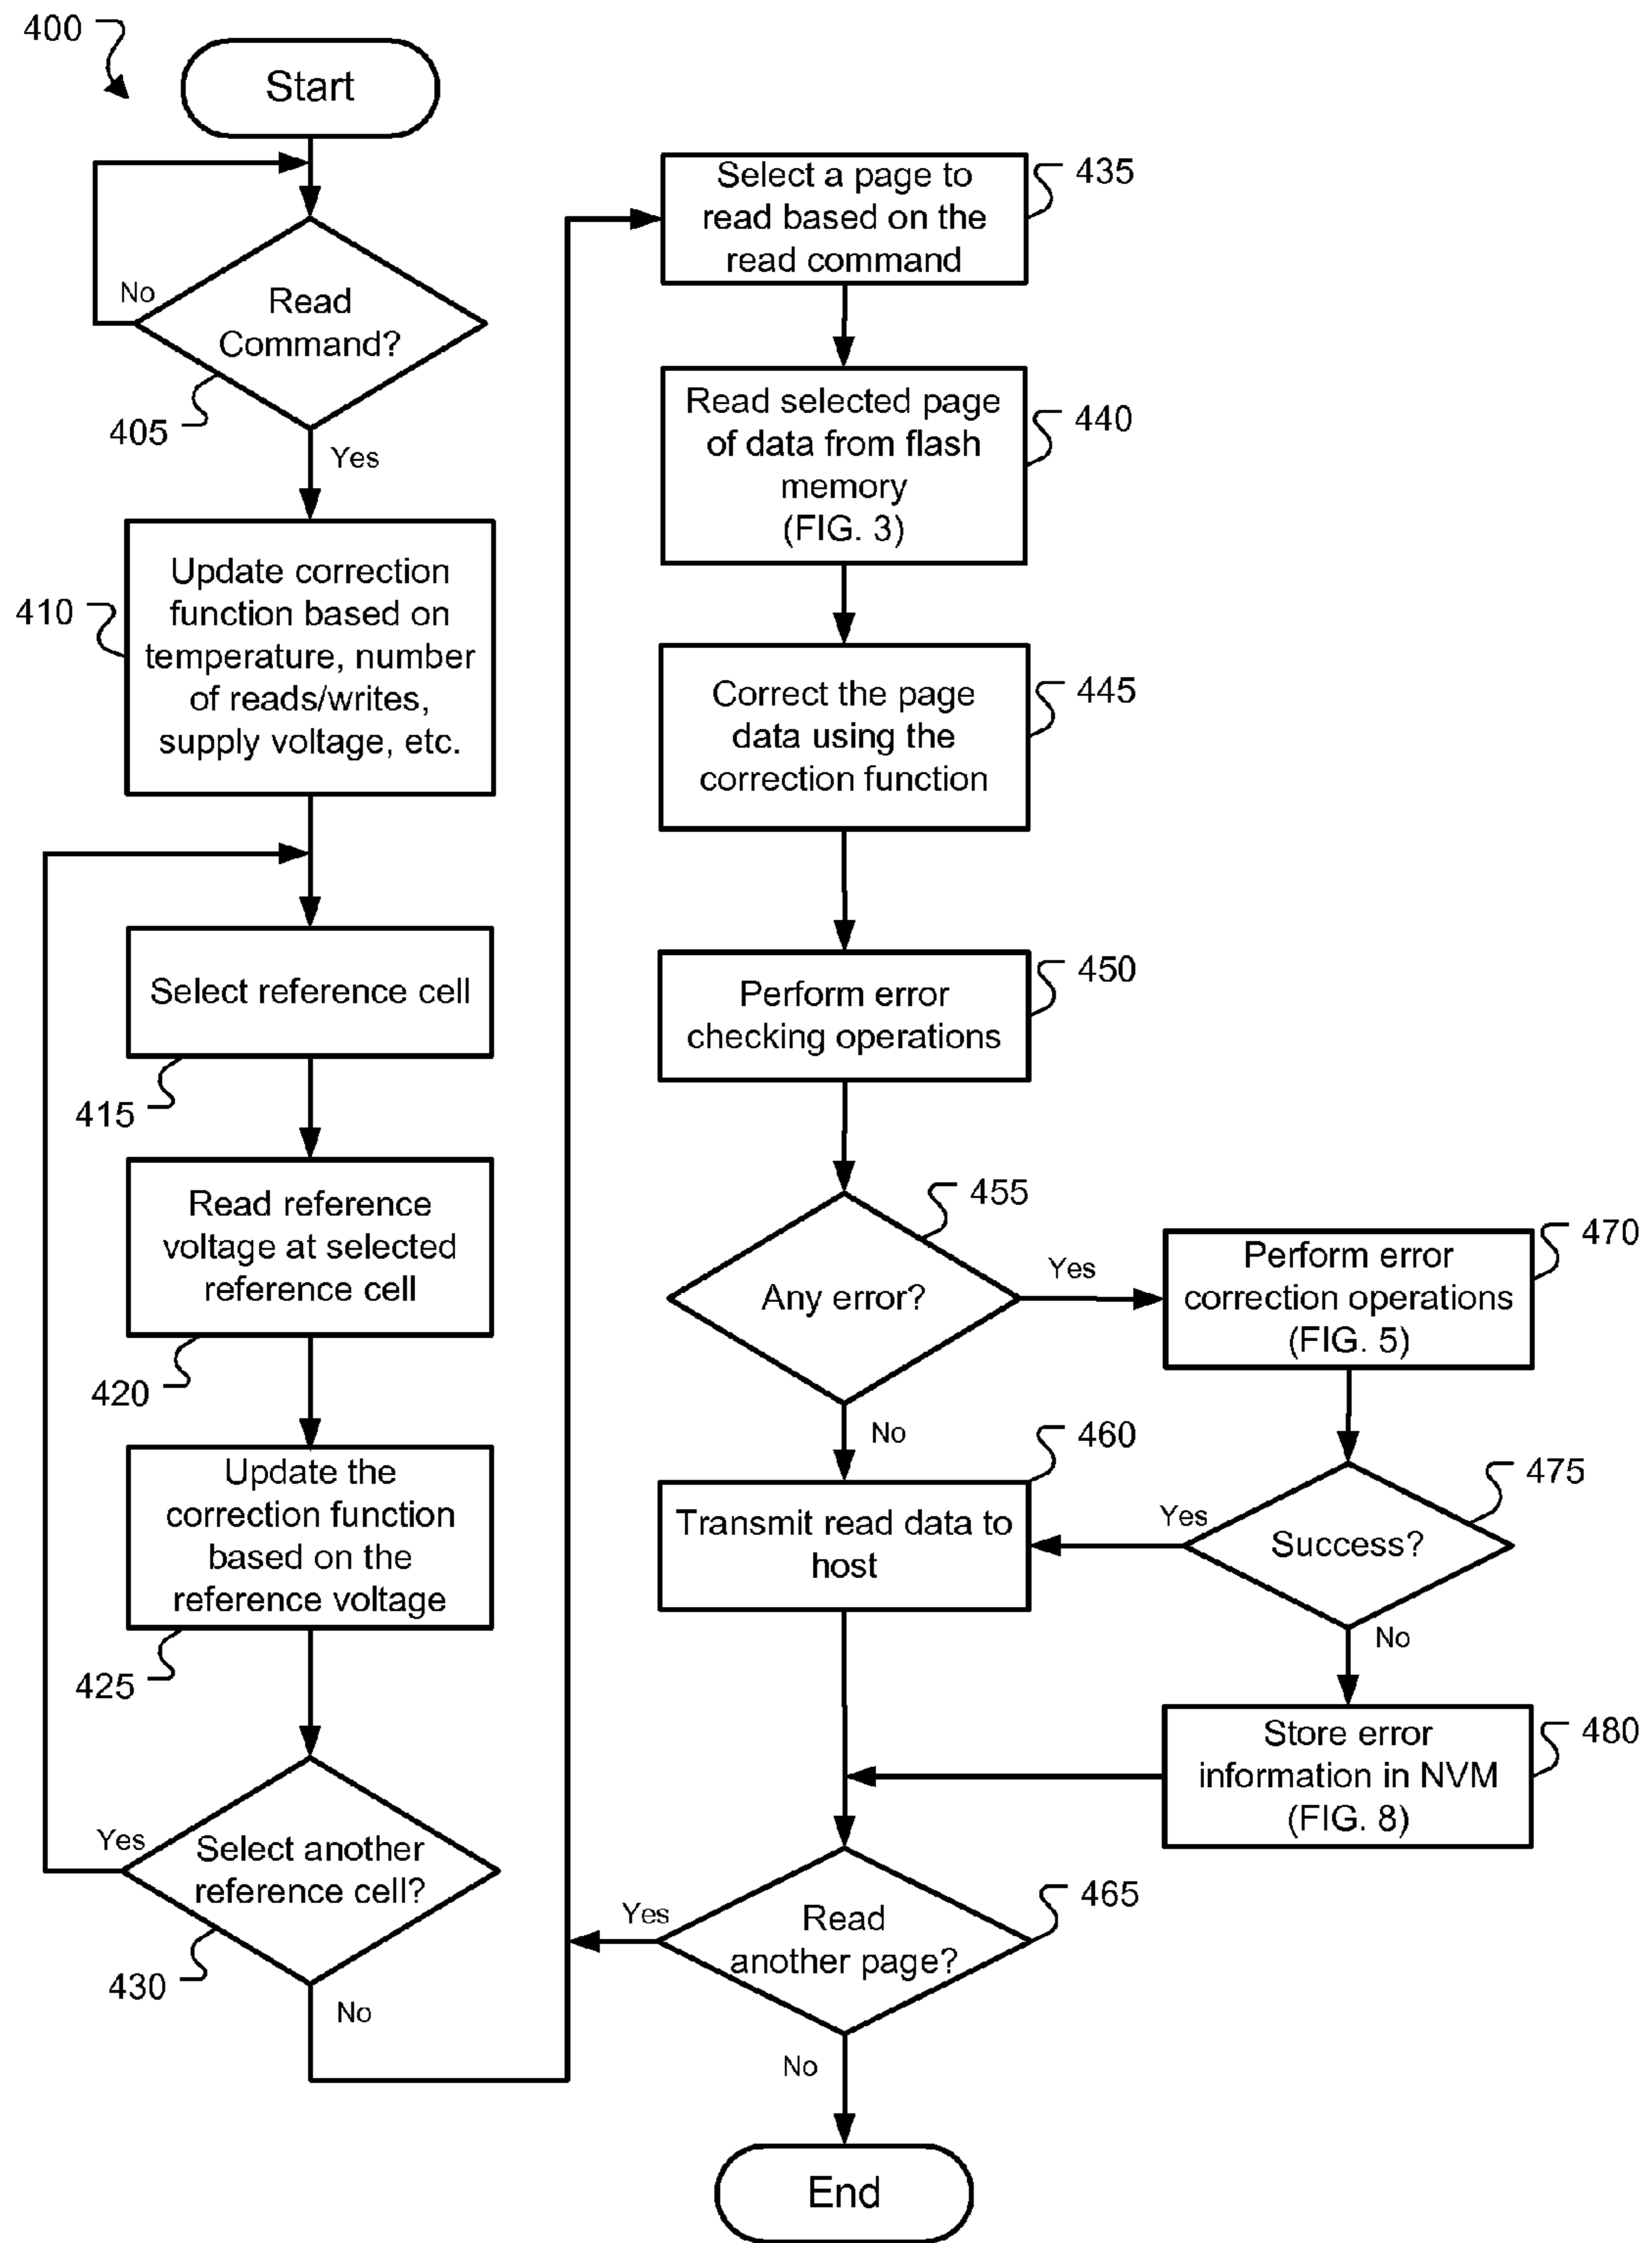 400
Start
No
Read
Command?
405
Yes
410
Update correction
function based on
temperature, number
of reads/writes,
supply voltage, etc.
Select reference cell
415
Read reference
voltage at selected
reference cell
420
Update the
correction function
based on the
reference voltage
425
Yes
Select another
reference cell?
430
No
Select a page to
read based on the
read command
435
Read selected page
of data from flash
memory
(FIG. 3)
440
Correct the page
data using the
correction function
445
Perform error
checking operations
450
455
Any error?
Yes
No
Perform error
correction operations
(FIG. 5)
470
460
Transmit read data to
host
475
Yes
Success?
No
Store error
information in NVM
(FIG. 8)
480
465
Yes
Read
another page?
No
End